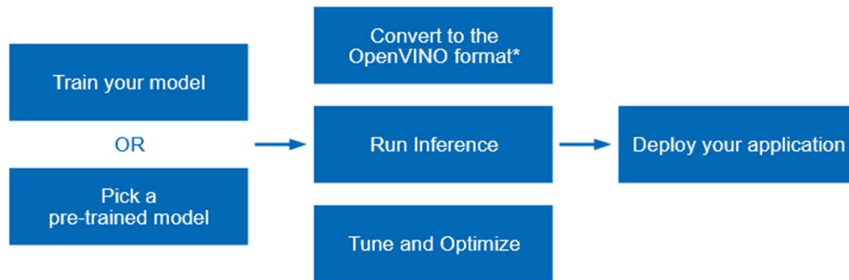 Train your model
OR
Pick a
pre-trained model
Convert to the
OpenVINO format*
Run Inference
Tune and Optimize
Deploy your application